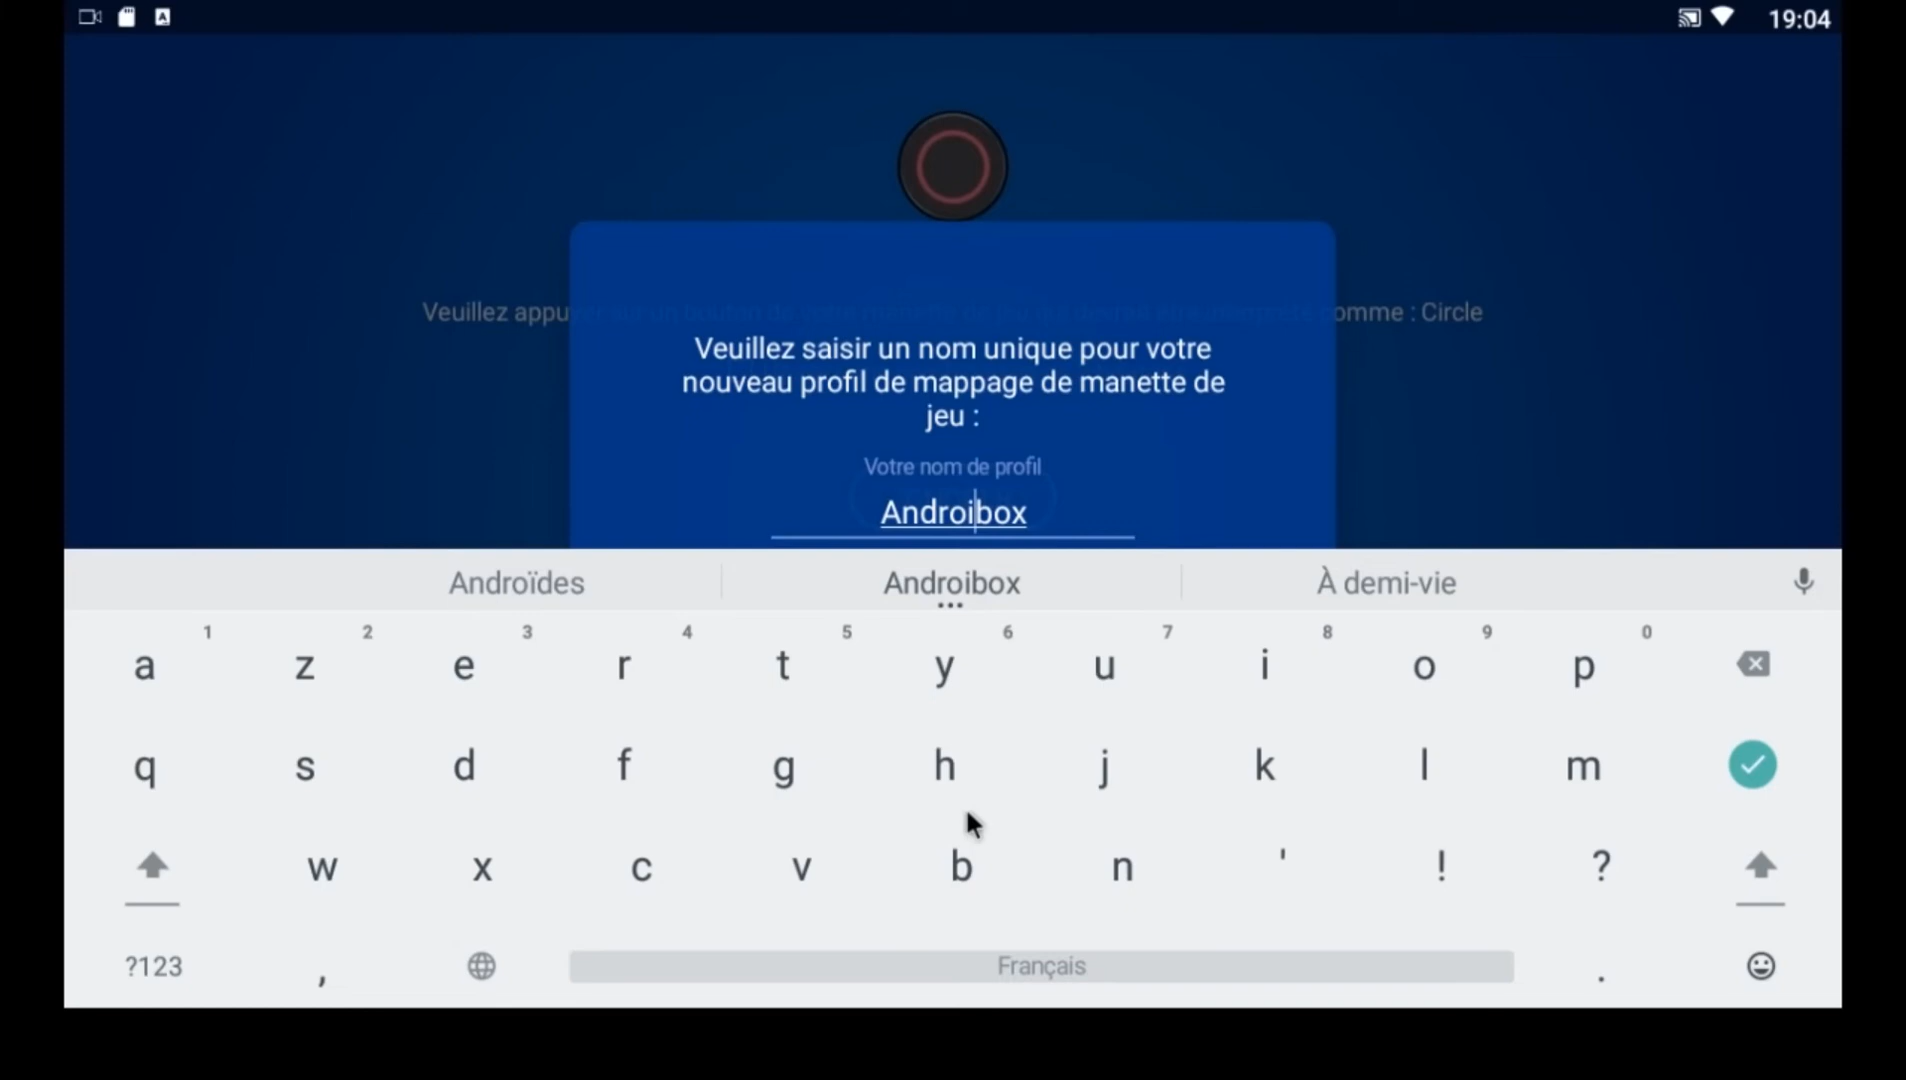 19:04
Veuillez appu
omme : Circle
Veuillez saisir un nom unique pour votre
nouveau profil de mappage de manette de
jeu :
Votre nom de profil
Androibox
Androïdes
Androibox
À demi-vie
1 2 3 4 5 6 7 8 9 0
a z e r t y u i o p
q s d f g h j k l m
w x c v b n ' ! ?
?123 , Français .